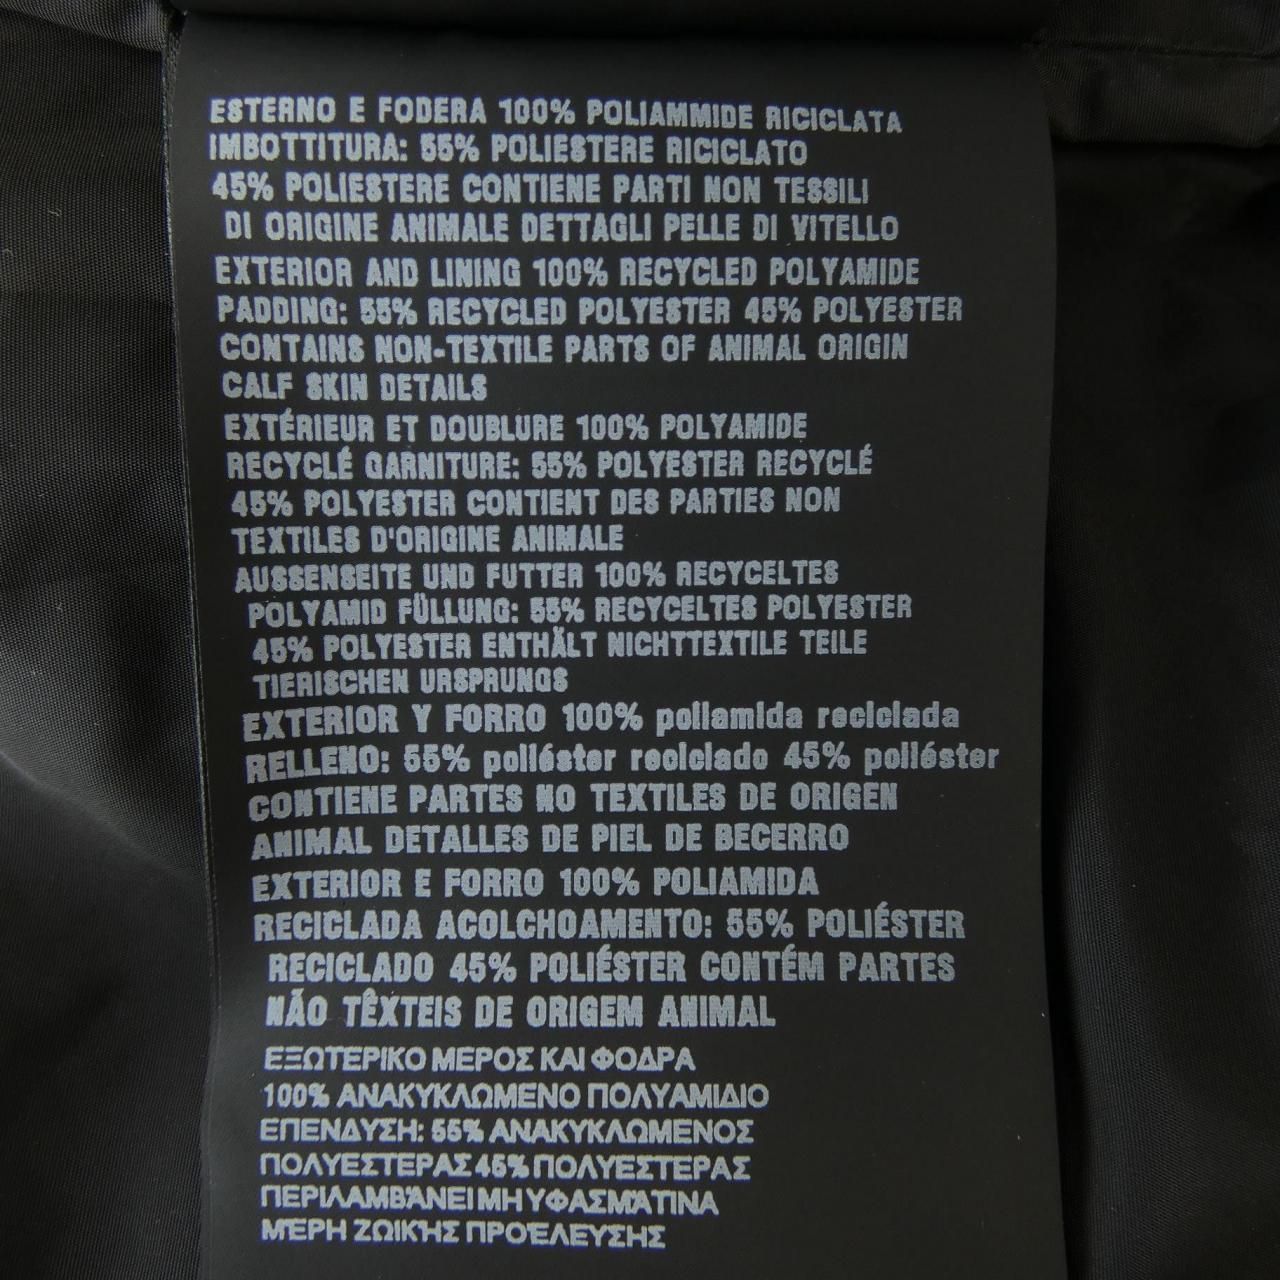 ESTERNO E FODERA 100% POLIAMMIDE RICICLATA
IMBOTTITURA: 55% POLIESTERE RICICLATO
45% POLIESTERE CONTIENE PARTI NON TESSILI
DI ORIGINE ANIMALE DETTAGLI PELLE DI VITELLO
EXTERIOR AND LINING 100% RECYCLED POLYAMIDE
PADDING: 55% RECYCLED POLYESTER 45% POLYESTER
CONTAINS NON-TEXTILE PARTS OF ANIMAL ORIGIN
CALF SKIN DETAILS
EXTÉRIEUR ET DOUBLURE 100% POLYAMIDE
RECYCLÉ GARNITURE: 55% POLYESTER RECYCLÉ
45% POLYESTER CONTIENT DES PARTIES NON
TEXTILES D'ORIGINE ANIMALE
AUSSENSEITE UND FUTTER 100% RECYCELTES
POLYAMID FÜLLUNG: 55% RECYCELTES POLYESTER
45% POLYESTER ENTHÄLT NICHTTEXTILE TEILE
TIERISCHEN URSPRUNGS
EXTERIOR Y FORRO 100% poliamida reciclada
RELLENO: 55% poliéster reciclado 45% poliéster
CONTIENE PARTES NO TEXTILES DE ORIGEN
ANIMAL DETALLES DE PIEL DE BECERRO
EXTERIOR E FORRO 100% POLIAMIDA
RECICLADA ACOLCHOAMENTO: 55% POLIÉSTER
RECICLADO 45% POLIÉSTER CONTÉM PARTES
NÃO TÊXTEIS DE ORIGEM ANIMAL
ΕΞΩΤΕΡΙΚΟ ΜΕΡΟΣ ΚΑΙ ΦΟΔΡΑ
100% ΑΝΑΚΥΚΛΩΜΕΝΟ ΠΟΛΥΑΜΙΔΙΟ
ΕΠΕΝΔΥΣΗ: 55% ΑΝΑΚΥΚΛΩΜΕΝΟΣ
ΠΟΛΥΕΣΤΕΡΑΣ 45% ΠΟΛΥΕΣΤΕΡΑΣ
ΠΕΡΙΛΑΜΒΆΝΕΙ ΜΗ ΥΦΑΣΜΆΤΙΝΑ
ΜΈΡΗ ΖΩΙΚΉΣ ΠΡΟΈΛΕΥΣΗΣ